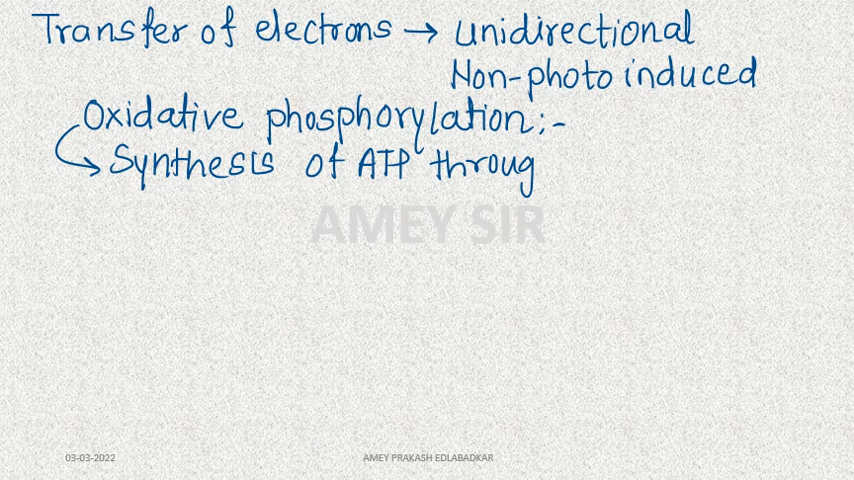 Transfer of electrons → unidirectional
Non-photo induced
Oxidative phosphorylation:-
Synthesis of ATP throug
AMEY SIR
03-03-2022 AMEY PRAKASH EDLABADKAR